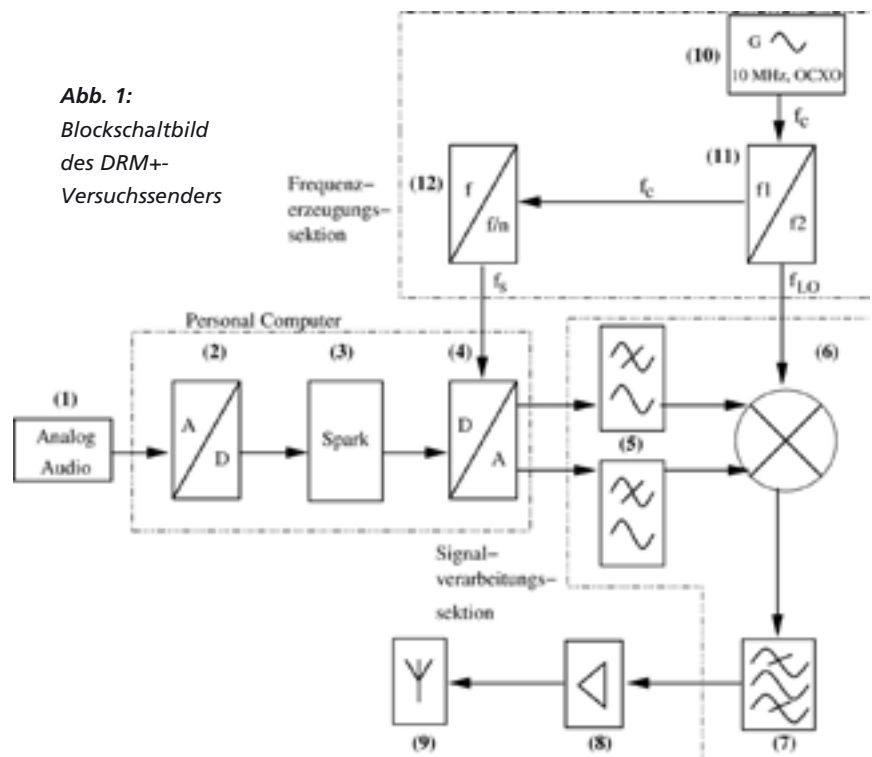 Abb. 1:
Blockschaltbild
des DRM+-
Versuchssenders
G
(10)
10 MHz, OCXO
f_c
(11)
(12)
Frequenz-
erzeugungs-
sektion
f
f/n
f_c
f1
f2
f_s
f_LO
Personal Computer
(1)
(2)
(3)
(4)
(6)
Analog
Audio
A
D
Spark
D
A
(5)
Signal-
verarbeitungs-
sektion
(9)
(8)
(7)